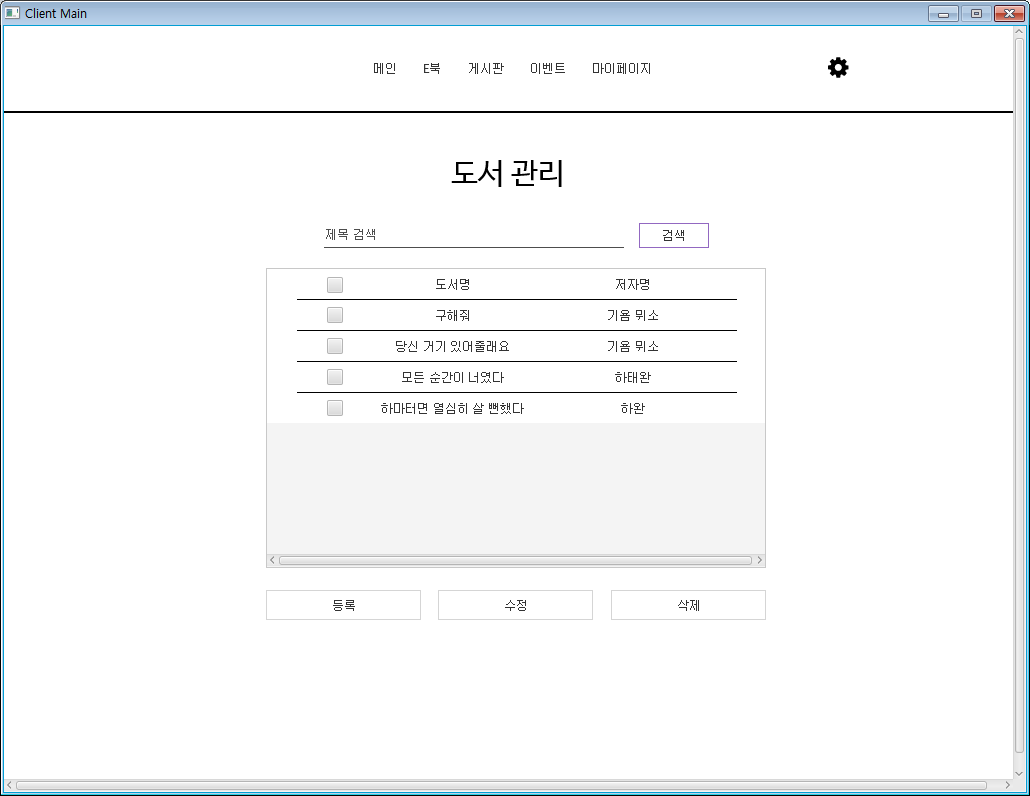 Client Main
메인 E북 게시판 이벤트 마이페이지
도서 관리
제목 검색 검색
도서명 저자명
구해줘 기욤 뮈소
당신 거기 있어줄래요 기욤 뮈소
모든 순간이 너였다 하태완
하마터면 열심히 살 뻔했다 하완
등록 수정 삭제